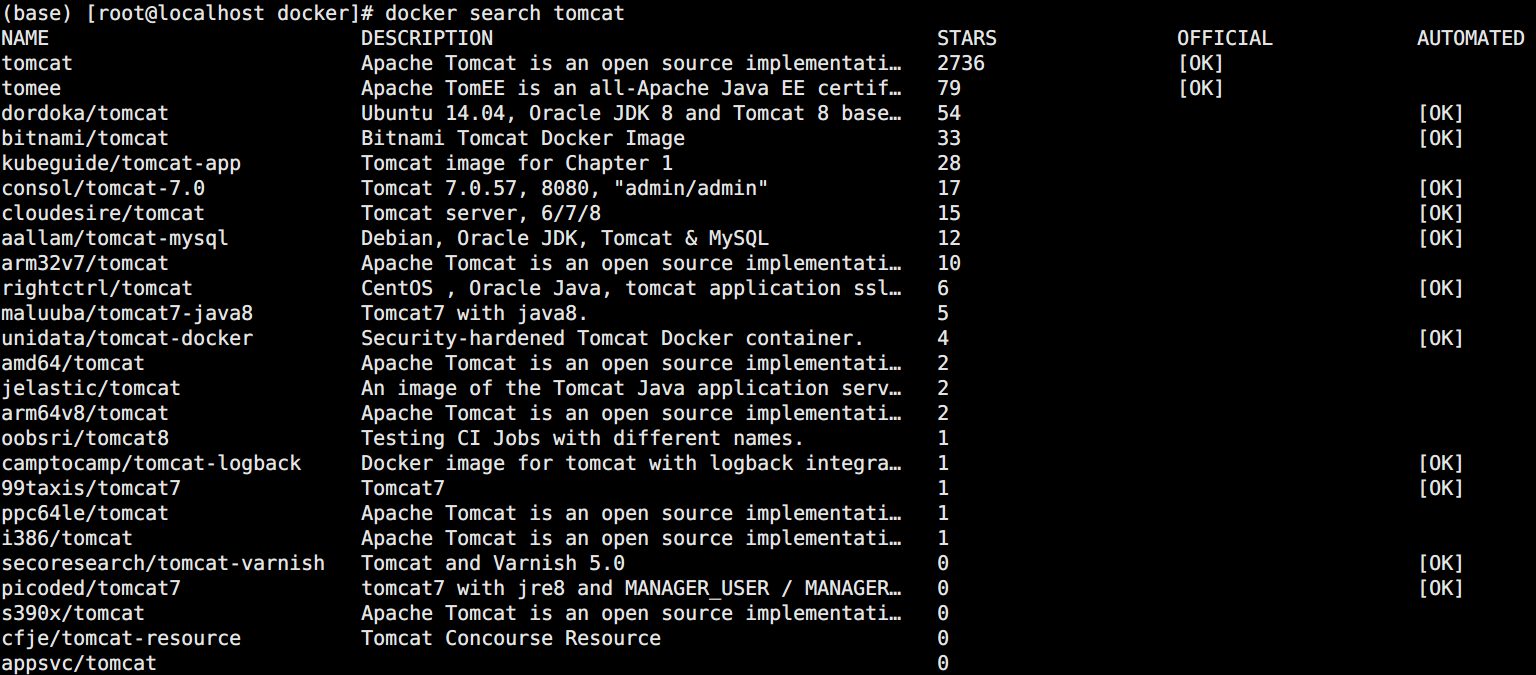 (base) [root@localhost docker]# docker search tomcat
NAME                          DESCRIPTION                                     STARS               OFFICIAL            AUTOMATED
tomcat                        Apache Tomcat is an open source implementati…   2736                [OK]
tomee                         Apache TomEE is an all-Apache Java EE certif…   79                  [OK]
dordoka/tomcat                Ubuntu 14.04, Oracle JDK 8 and Tomcat 8 base…   54                                      [OK]
bitnami/tomcat                Bitnami Tomcat Docker Image                     33                                      [OK]
kubeguide/tomcat-app          Tomcat image for Chapter 1                      28
consol/tomcat-7.0             Tomcat 7.0.57, 8080, "admin/admin"              17                                      [OK]
cloudesire/tomcat             Tomcat server, 6/7/8                            15                                      [OK]
aallam/tomcat-mysql           Debian, Oracle JDK, Tomcat & MySQL              12                                      [OK]
arm32v7/tomcat                Apache Tomcat is an open source implementati…   10
rightctrl/tomcat              CentOS , Oracle Java, tomcat application ssl…   6                                       [OK]
maluuba/tomcat7-java8         Tomcat7 with java8.                             5
unidata/tomcat-docker         Security-hardened Tomcat Docker container.      4                                       [OK]
amd64/tomcat                  Apache Tomcat is an open source implementati…   2
jelastic/tomcat               An image of the Tomcat Java application serv…   2
arm64v8/tomcat                Apache Tomcat is an open source implementati…   2
oobsri/tomcat8                Testing CI Jobs with different names.           1
camptocamp/tomcat-logback     Docker image for tomcat with logback integra…   1                                       [OK]
99taxis/tomcat7               Tomcat7                                         1                                       [OK]
ppc64le/tomcat                Apache Tomcat is an open source implementati…   1
i386/tomcat                   Apache Tomcat is an open source implementati…   1
secoresearch/tomcat-varnish   Tomcat and Varnish 5.0                          0                                       [OK]
picoded/tomcat7               tomcat7 with jre8 and MANAGER_USER / MANAGER…   0                                       [OK]
s390x/tomcat                  Apache Tomcat is an open source implementati…   0
cfje/tomcat-resource          Tomcat Concourse Resource                       0
appsvc/tomcat                                                                 0